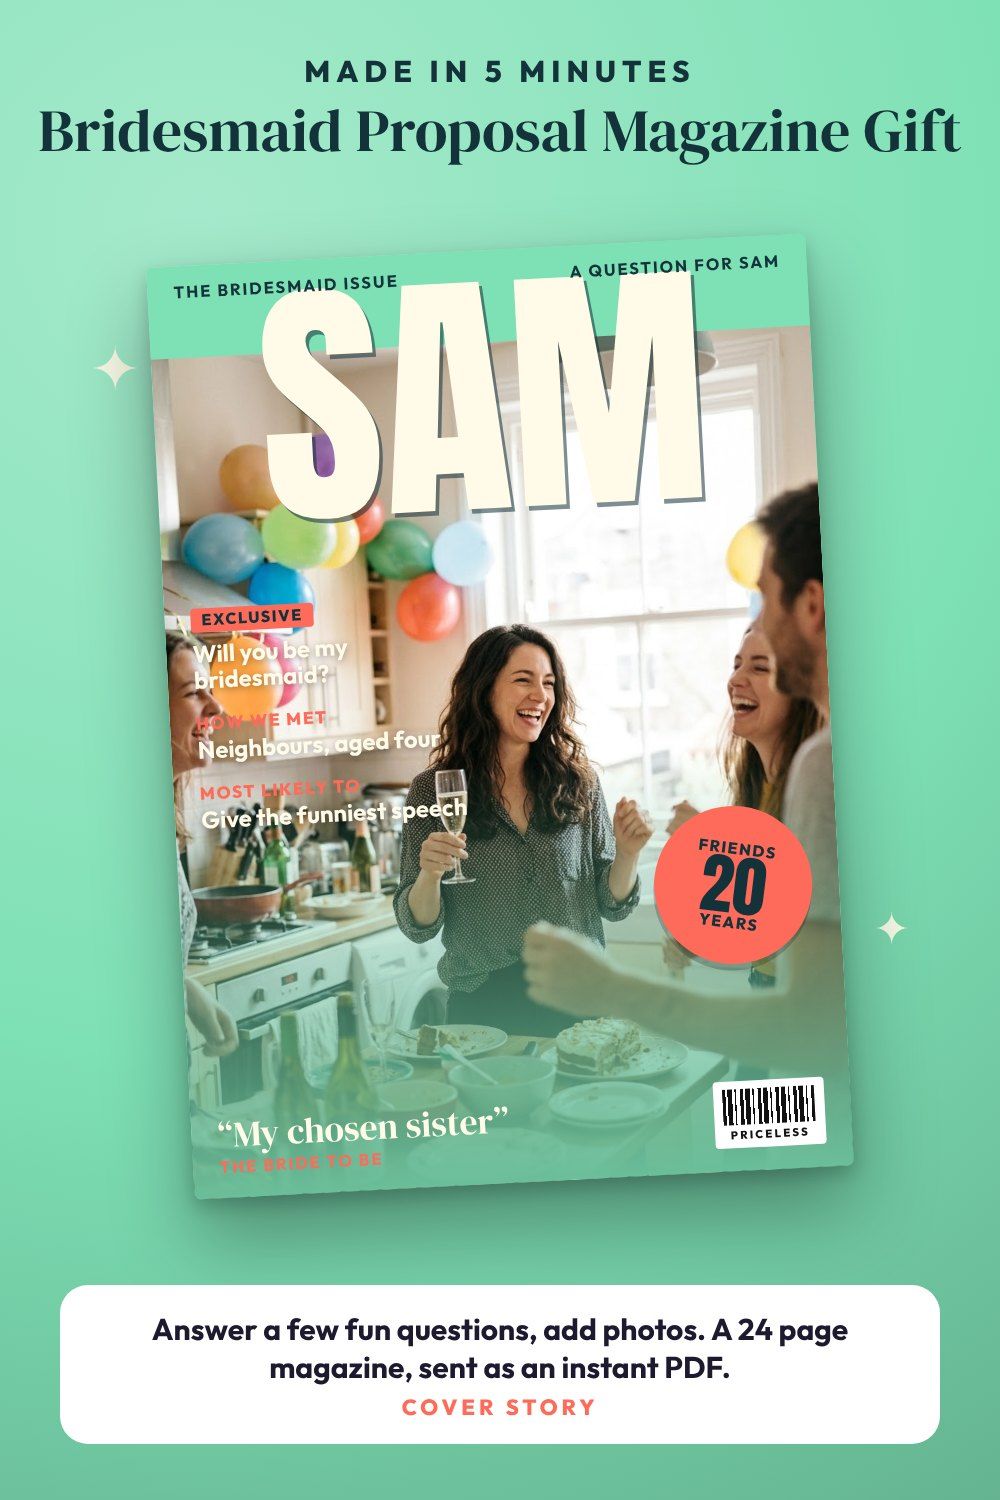 MADE IN 5 MINUTES
Bridesmaid Proposal Magazine Gift
THE BRIDESMAID ISSUE
A QUESTION FOR SAM
SAM
EXCLUSIVE
Will you be my
bridesmaid?
HOW WE MET
Neighbours, aged four
MOST LIKELY TO
Give the funniest speech
FRIENDS
20
YEARS
“My chosen sister”
THE BRIDE TO BE
PRICELESS
Answer a few fun questions, add photos. A 24 page
magazine, sent as an instant PDF.
COVER STORY